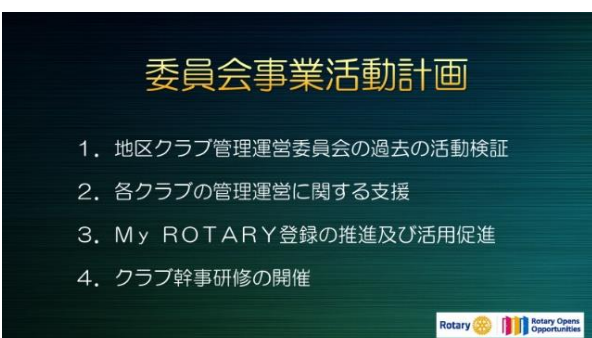 委員会事業活動計画
１．地区クラブ管理運営委員会の過去の活動検証
２．各クラブの管理運営に関する支援
３．Ｍｙ ＲＯＴＡＲＹ登録の推進及び活用促進
４．クラブ幹事研修の開催
Rotary
Rotary Opens
Opportunities